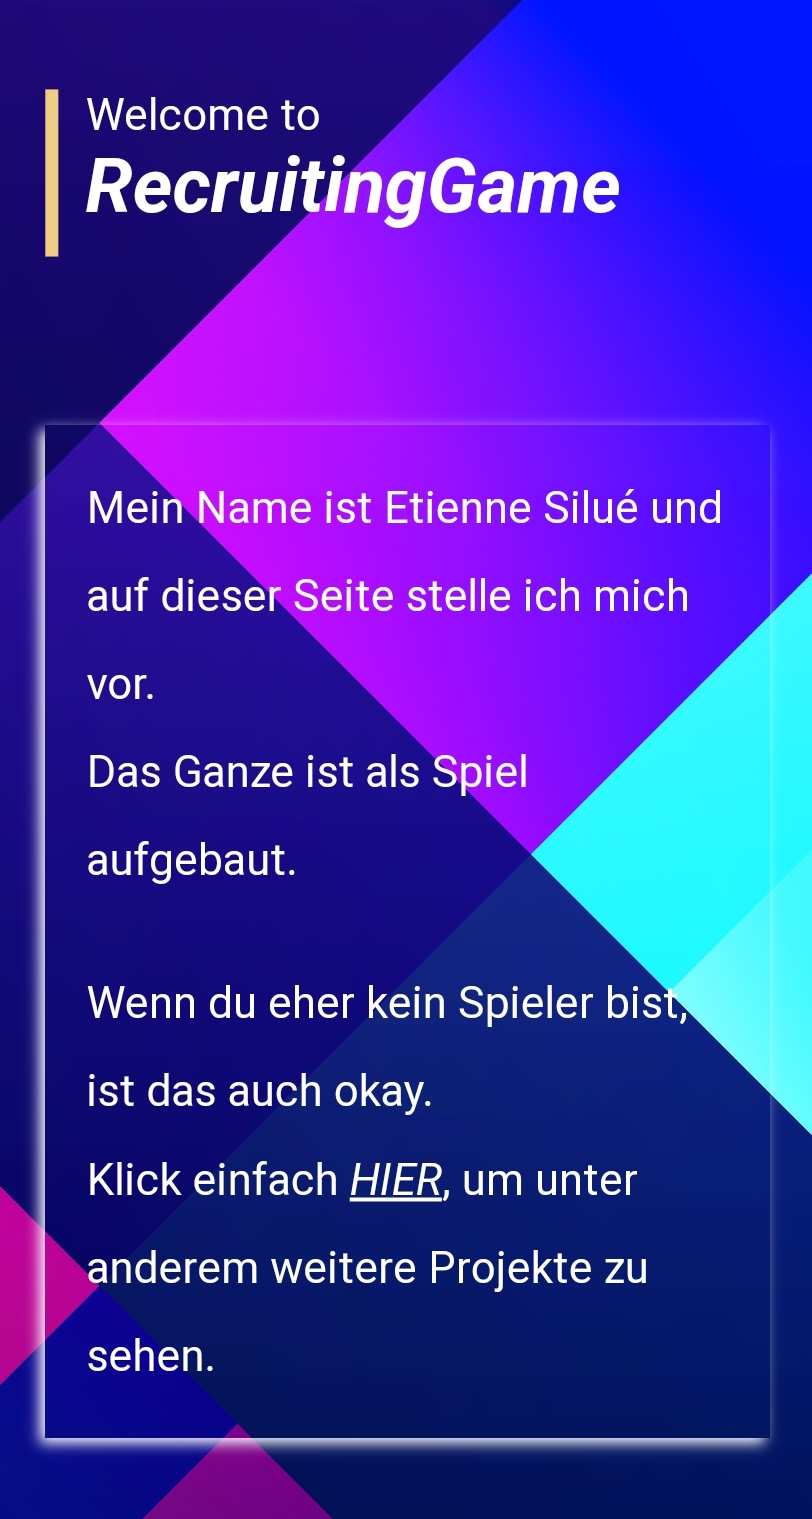 Welcome to
RecruitingGame
Mein Name ist Etienne Silué und
auf dieser Seite stelle ich mich
vor.
Das Ganze ist als Spiel
aufgebaut.
Wenn du eher kein Spieler bist,
ist das auch okay.
Klick einfach HIER, um unter
anderem weitere Projekte zu
sehen.